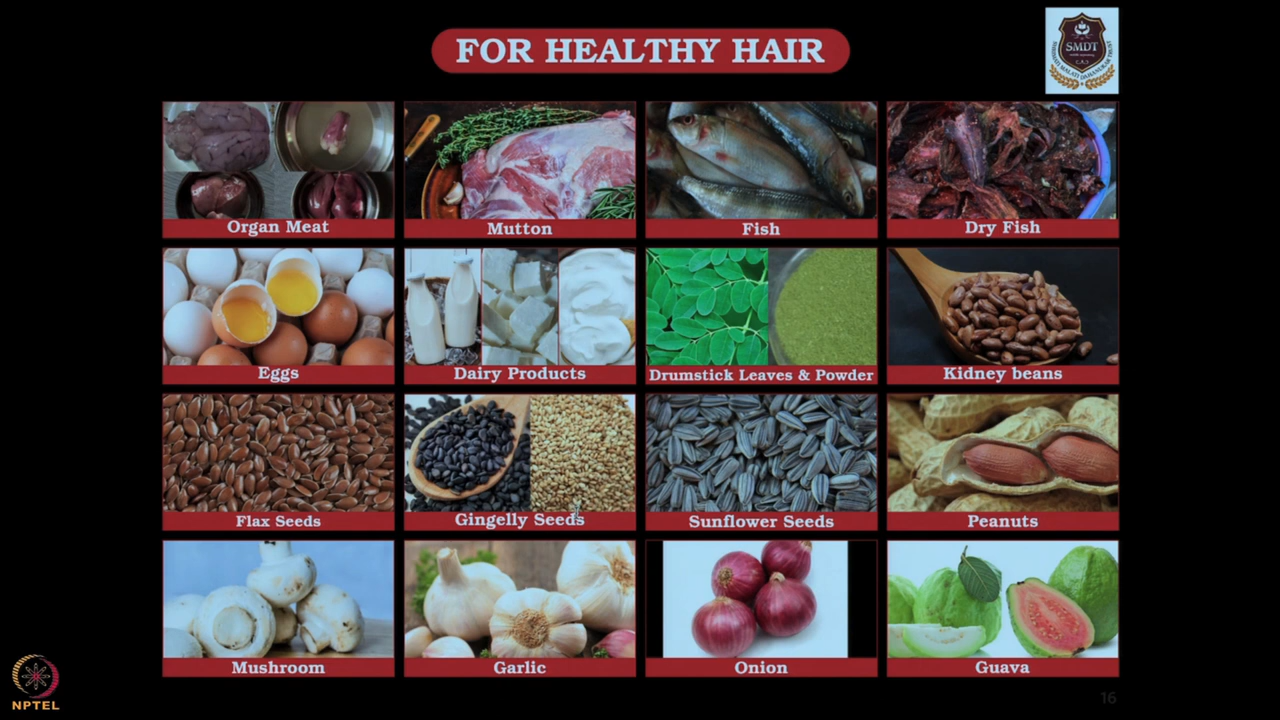 FOR HEALTHY HAIR
SMDT
Organ Meat
Mutton
Fish
Dry Fish
Eggs
Dairy Products
Drumstick Leaves & Powder
Kidney beans
Flax Seeds
Gingelly Seeds
Sunflower Seeds
Peanuts
Mushroom
Garlic
Onion
Guava
NPTEL
16